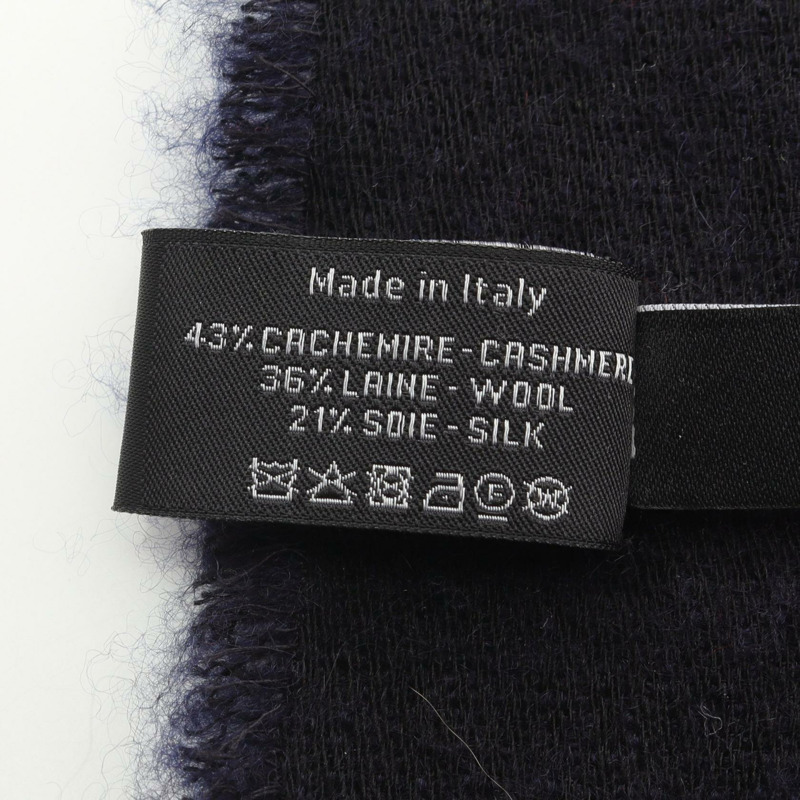 Made in Italy
43% CACHEMIRE - CASHMERE
36% LAINE - WOOL
21% SOIE - SILK